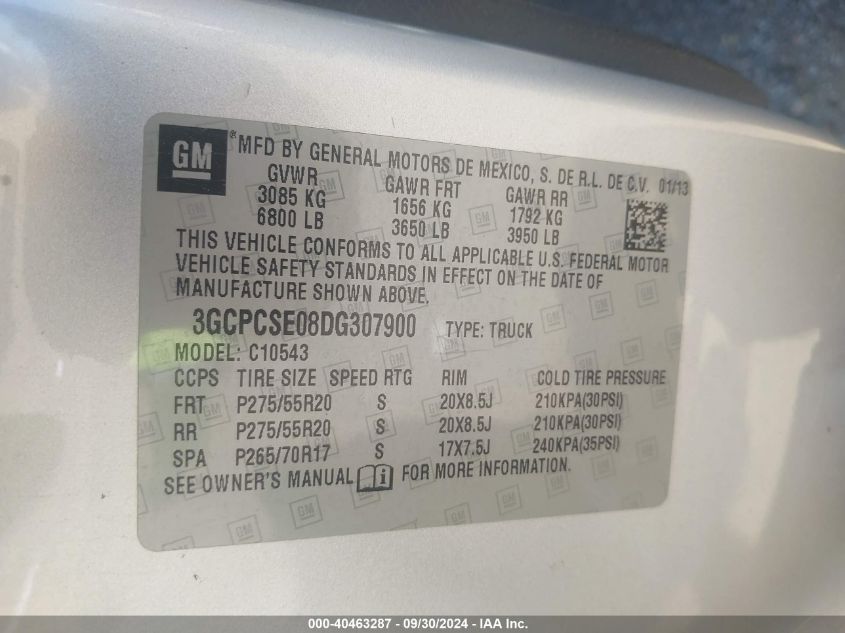 GM ® MFD BY GENERAL MOTORS DE MEXICO, S. DE R.L. DE C.V. 01/13
GVWR GAWR FRT GAWR RR
3085 KG 1656 KG 1792 KG
6800 LB 3650 LB 3950 LB
THIS VEHICLE CONFORMS TO ALL APPLICABLE U.S. FEDERAL MOTOR
VEHICLE SAFETY STANDARDS IN EFFECT ON THE DATE OF
MANUFACTURE SHOWN ABOVE.
3GCPCSE08DG307900 TYPE: TRUCK
MODEL: C10543
CCPS TIRE SIZE SPEED RTG RIM COLD TIRE PRESSURE
FRT P275/55R20 S 20X8.5J 210KPA(30PSI)
RR P275/55R20 S 20X8.5J 210KPA(30PSI)
SPA P265/70R17 S 17X7.5J 240KPA(35PSI)
SEE OWNER'S MANUAL i FOR MORE INFORMATION.
000-40463287 - 09/30/2024 - IAA Inc.